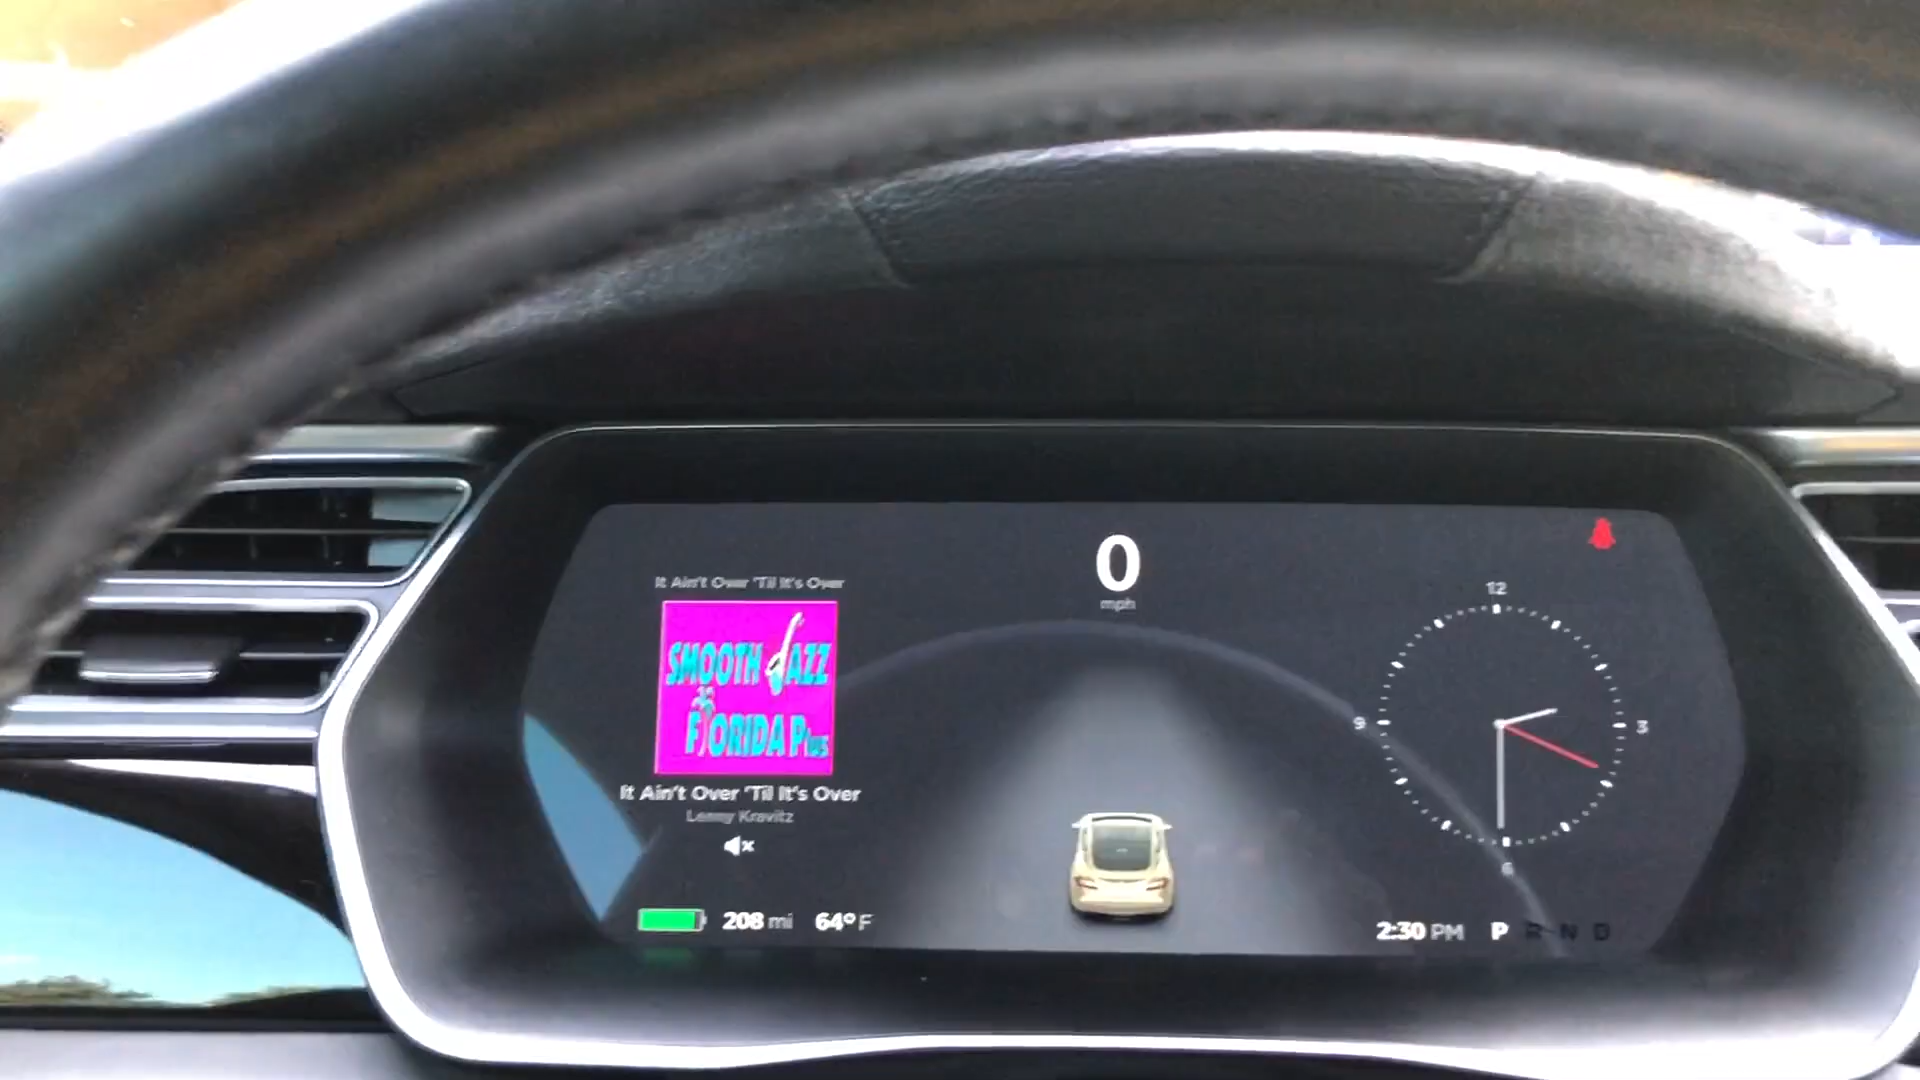 0
mph
It Ain't Over 'Til It's Over
SMOOTH JAZZ
FLORIDA PLUS
It Ain't Over 'Til It's Over
Lenny Kravitz
12
9
3
6
208 mi 64°F
2:30 PM P R N D